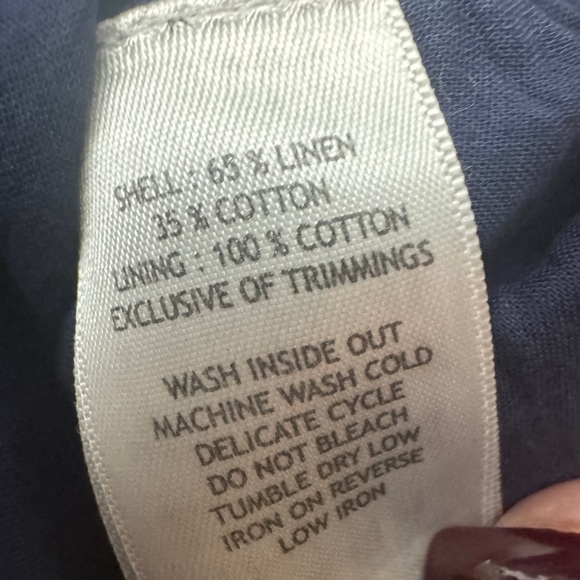 SHELL : 65 % LINEN
35 % COTTON
LINING : 100 % COTTON
EXCLUSIVE OF TRIMMINGS
WASH INSIDE OUT
MACHINE WASH COLD
DELICATE CYCLE
DO NOT BLEACH
TUMBLE DRY LOW
IRON ON REVERSE
LOW IRON